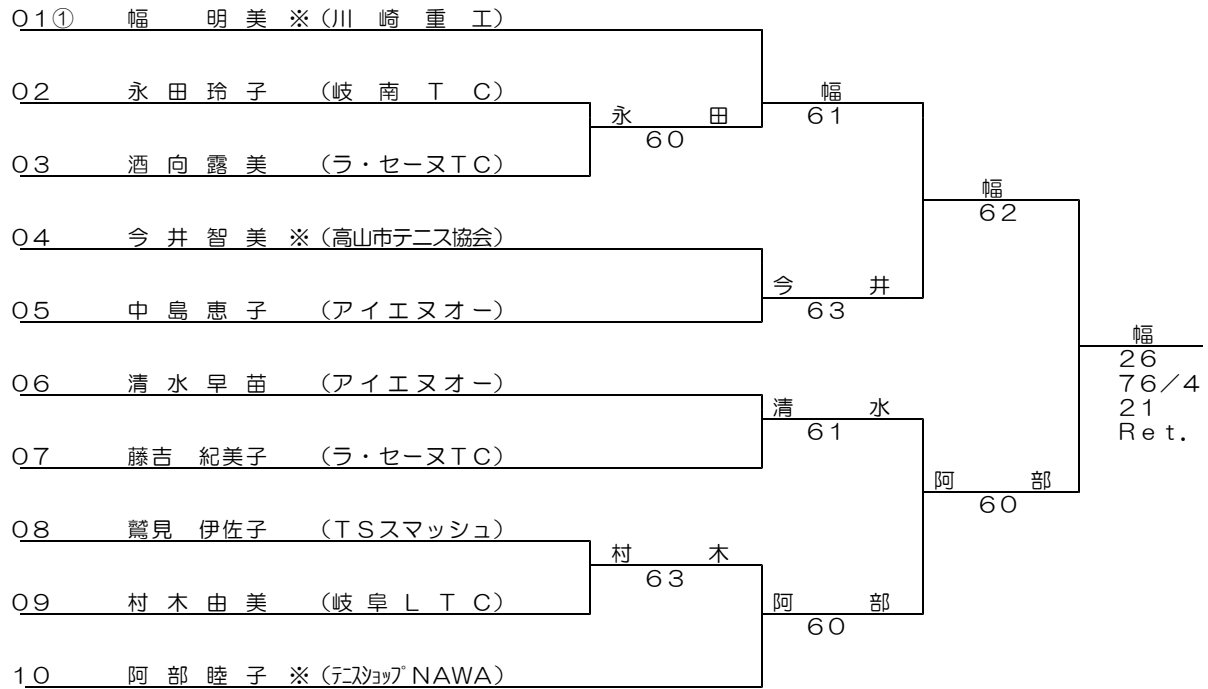 01① 幅 明美 ※ (川崎重工)
02 永田玲子 (岐南TC)
03 酒向露美 (ラ・セーヌTC)
04 今井智美 ※ (高山市テニス協会)
05 中島恵子 (アイエヌオー)
06 清水早苗 (アイエヌオー)
07 藤吉 紀美子 (ラ・セーヌTC)
08 鷲見 伊佐子 (TSスマッシュ)
09 村木由美 (岐阜LTC)
10 阿部睦子 ※ (テニスショップNAWA)
永田
60
村木
63
幅
61
今井
63
清水
61
阿部
60
幅
62
阿部
60
幅
26
76/4
21
Ret.